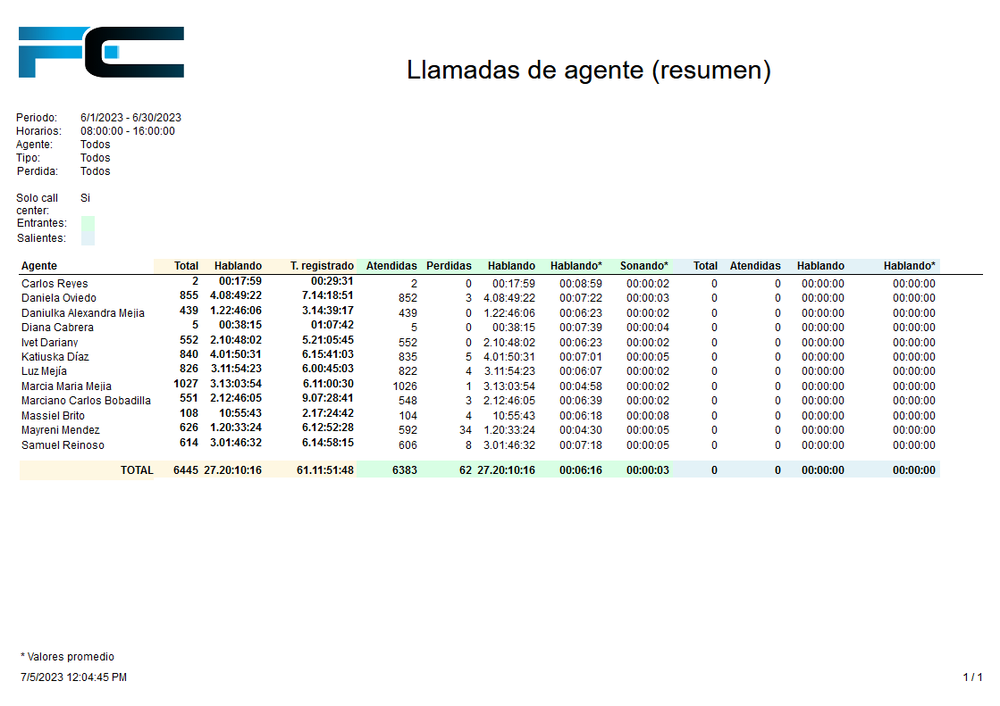 FC
Llamadas de agente (resumen)
Periodo: 6/1/2023 - 6/30/2023
Horarios: 08:00:00 - 16:00:00
Agente: Todos
Tipo: Todos
Perdida: Todos
Solo call center: Si
Entrantes:
Salientes:
Agente Total Hablando T. registrado Atendidas Perdidas Hablando Hablando* Sonando* Total Atendidas Hablando Hablando*
Carlos Reyes 2 00:17:59 00:29:31 2 0 00:17:59 00:08:59 00:00:02 0 0 00:00:00 00:00:00
Daniela Oviedo 855 4.08:49:22 7.14:18:51 852 3 4.08:49:22 00:07:22 00:00:03 0 0 00:00:00 00:00:00
Daniulka Alexandra Mejia 439 1.22:46:06 3.14:39:17 439 0 1.22:46:06 00:06:23 00:00:02 0 0 00:00:00 00:00:00
Diana Cabrera 5 00:38:15 01:07:42 5 0 00:38:15 00:07:39 00:00:04 0 0 00:00:00 00:00:00
Ivet Dariany 552 2.10:48:02 5.21:05:45 552 0 2.10:48:02 00:06:23 00:00:02 0 0 00:00:00 00:00:00
Katiuska Díaz 840 4.01:50:31 6.15:41:03 835 5 4.01:50:31 00:07:01 00:00:05 0 0 00:00:00 00:00:00
Luz Mejía 826 3.11:54:23 6.00:45:03 822 4 3.11:54:23 00:06:07 00:00:02 0 0 00:00:00 00:00:00
Marcia Maria Mejia 1027 3.13:03:54 6.11:00:30 1026 1 3.13:03:54 00:04:58 00:00:02 0 0 00:00:00 00:00:00
Marciano Carlos Bobadilla 551 2.12:46:05 9.07:28:41 548 3 2.12:46:05 00:06:39 00:00:02 0 0 00:00:00 00:00:00
Massiel Brito 108 10:55:43 2.17:24:42 104 4 10:55:43 00:06:18 00:00:08 0 0 00:00:00 00:00:00
Mayreni Mendez 626 1.20:33:24 6.12:52:28 592 34 1.20:33:24 00:04:30 00:00:05 0 0 00:00:00 00:00:00
Samuel Reinoso 614 3.01:46:32 6.14:58:15 606 8 3.01:46:32 00:07:18 00:00:05 0 0 00:00:00 00:00:00
TOTAL 6445 27.20:10:16 61.11:51:48 6383 62 27.20:10:16 00:06:16 00:00:03 0 0 00:00:00 00:00:00
* Valores promedio
7/5/2023 12:04:45 PM 1 / 1